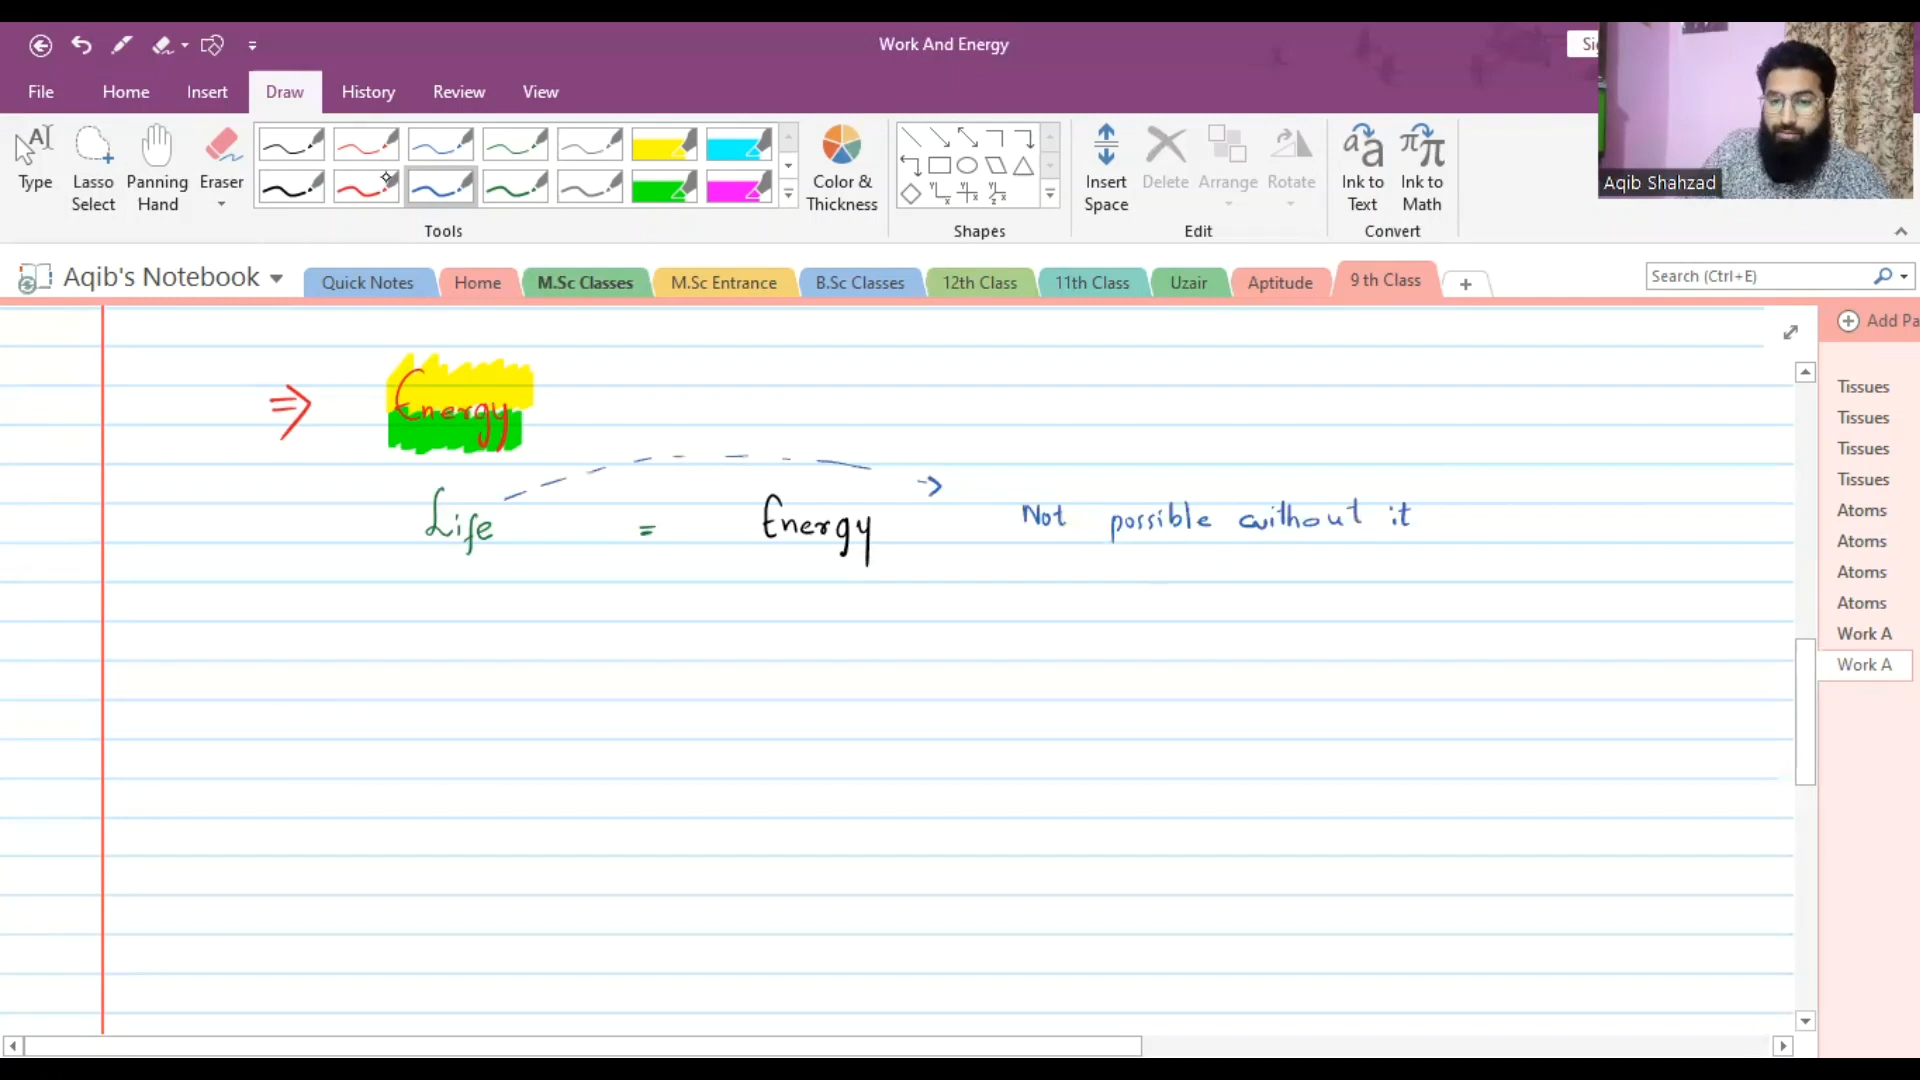 Work And Energy
Sig
File Home Insert Draw History Review View
Type Lasso Select Panning Hand Eraser Color & Thickness Insert Space Delete Arrange Rotate Ink to Text Ink to Math
Aqib Shahzad
Tools Shapes Edit Convert
Aqib's Notebook Quick Notes Home M.Sc Classes M.Sc Entrance B.Sc Classes 12th Class 11th Class Uzair Aptitude 9 th Class + Search (Ctrl+E)
Add Pa
⇒ Energy
Life = Energy Not possible without it
Tissues
Tissues
Tissues
Tissues
Atoms
Atoms
Atoms
Atoms
Work A
Work A